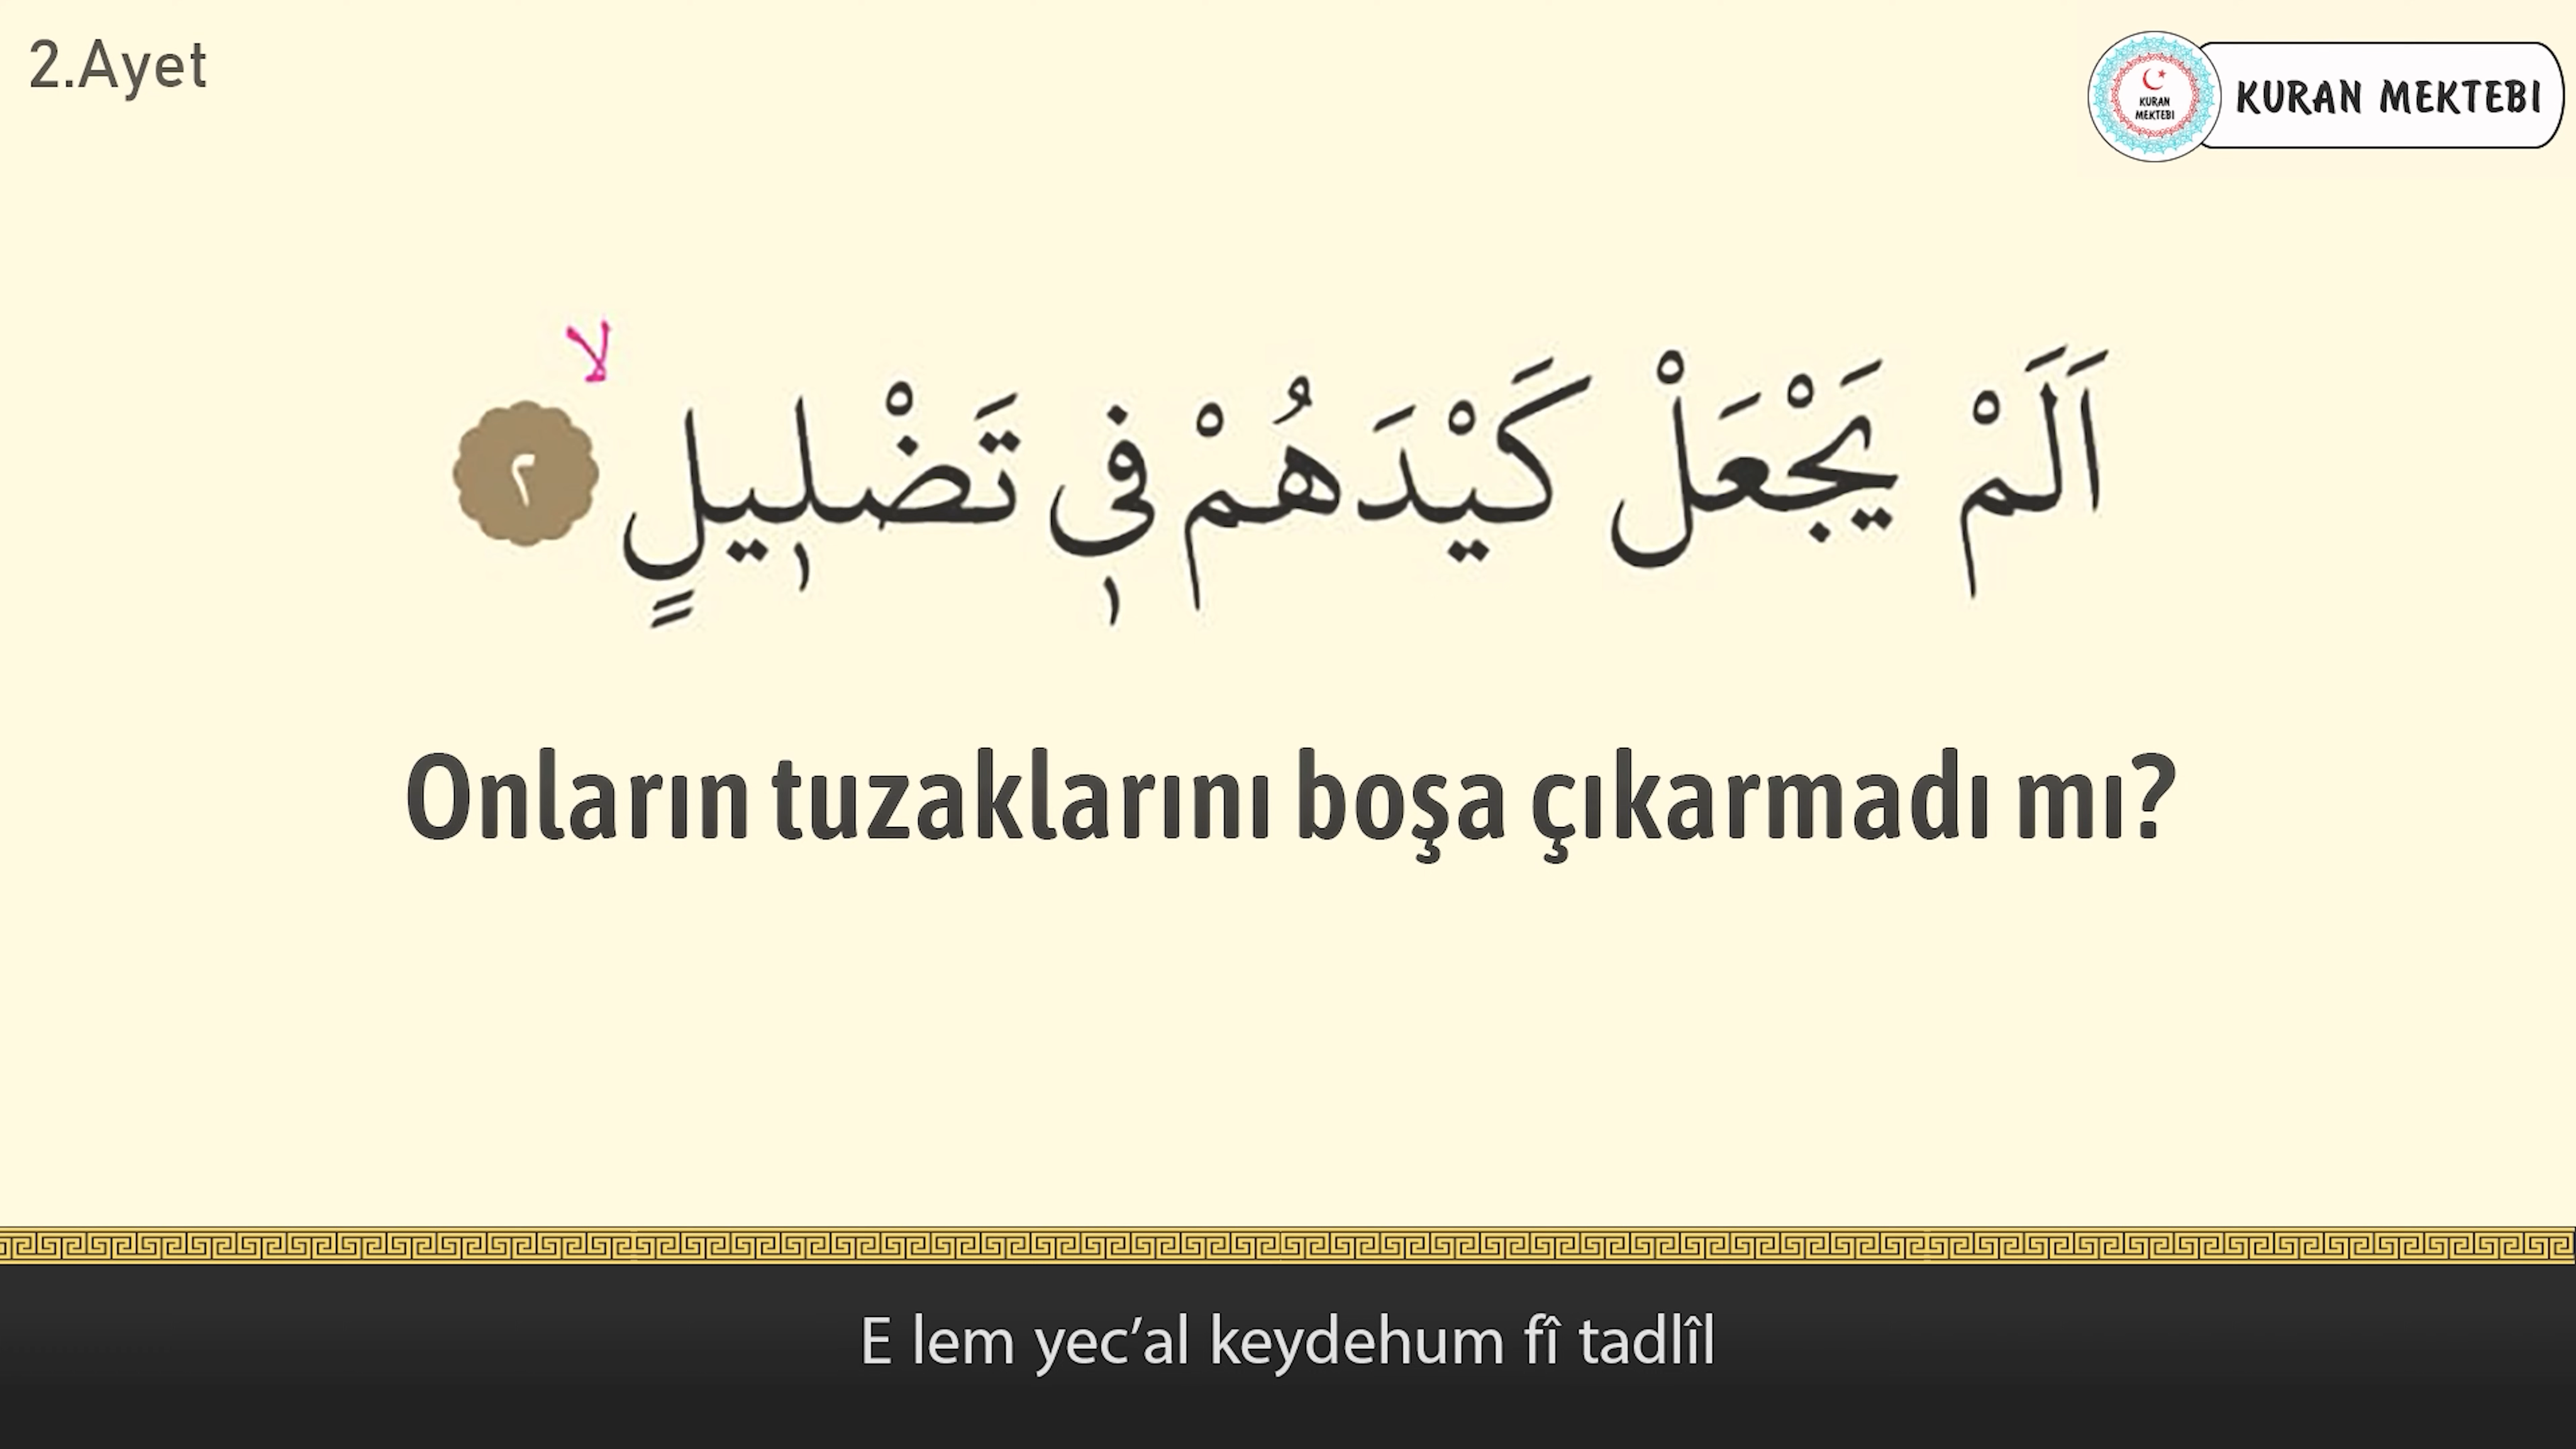 2.Ayet
KURAN
MEKTEBI
KURAN MEKTEBI
لا
اَلَمْ يَجْعَلْ كَيْدَهُمْ فٖى تَضْلٖيلٍ ٢
Onların tuzaklarını boşa çıkarmadı mı?
E lem yec’al keydehum fî tadlîl